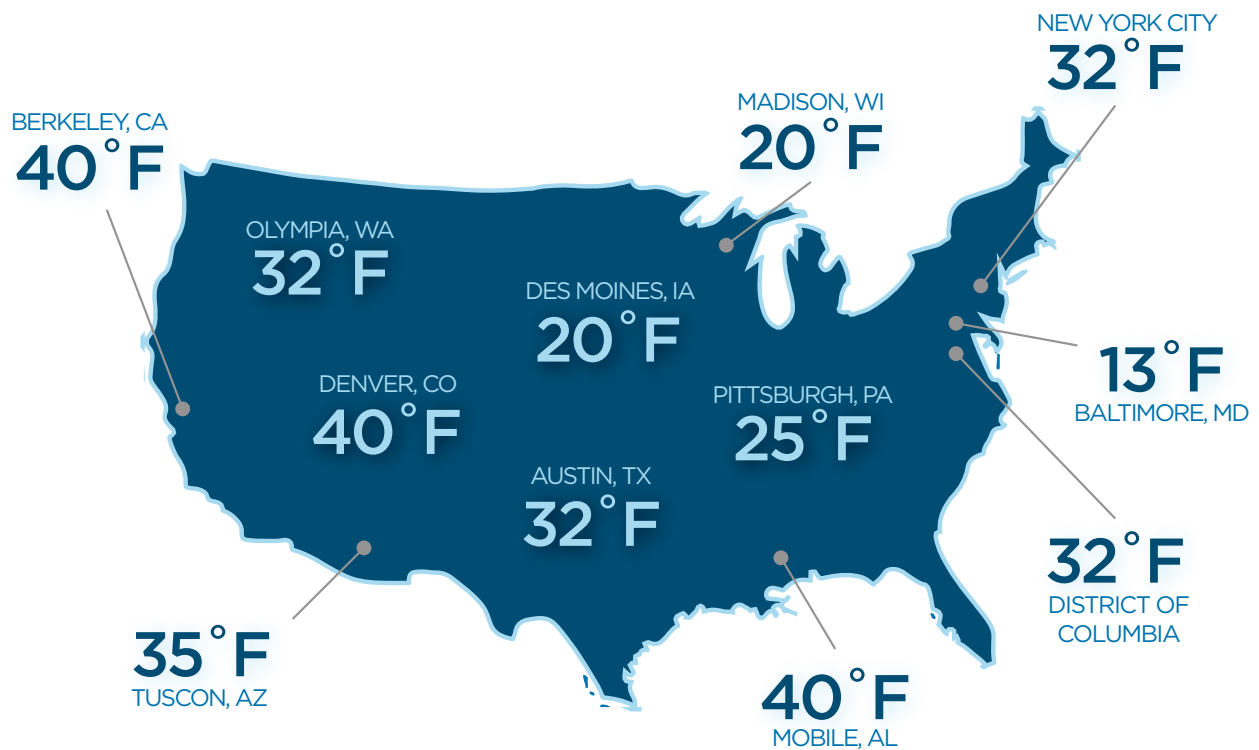 NEW YORK CITY
32°F
MADISON, WI
20°F
BERKELEY, CA
40°F
OLYMPIA, WA
32°F
DES MOINES, IA
20°F
13°F
BALTIMORE, MD
DENVER, CO
40°F
PITTSBURGH, PA
25°F
AUSTIN, TX
32°F
32°F
DISTRICT OF
COLUMBIA
35°F
TUSCON, AZ
40°F
MOBILE, AL